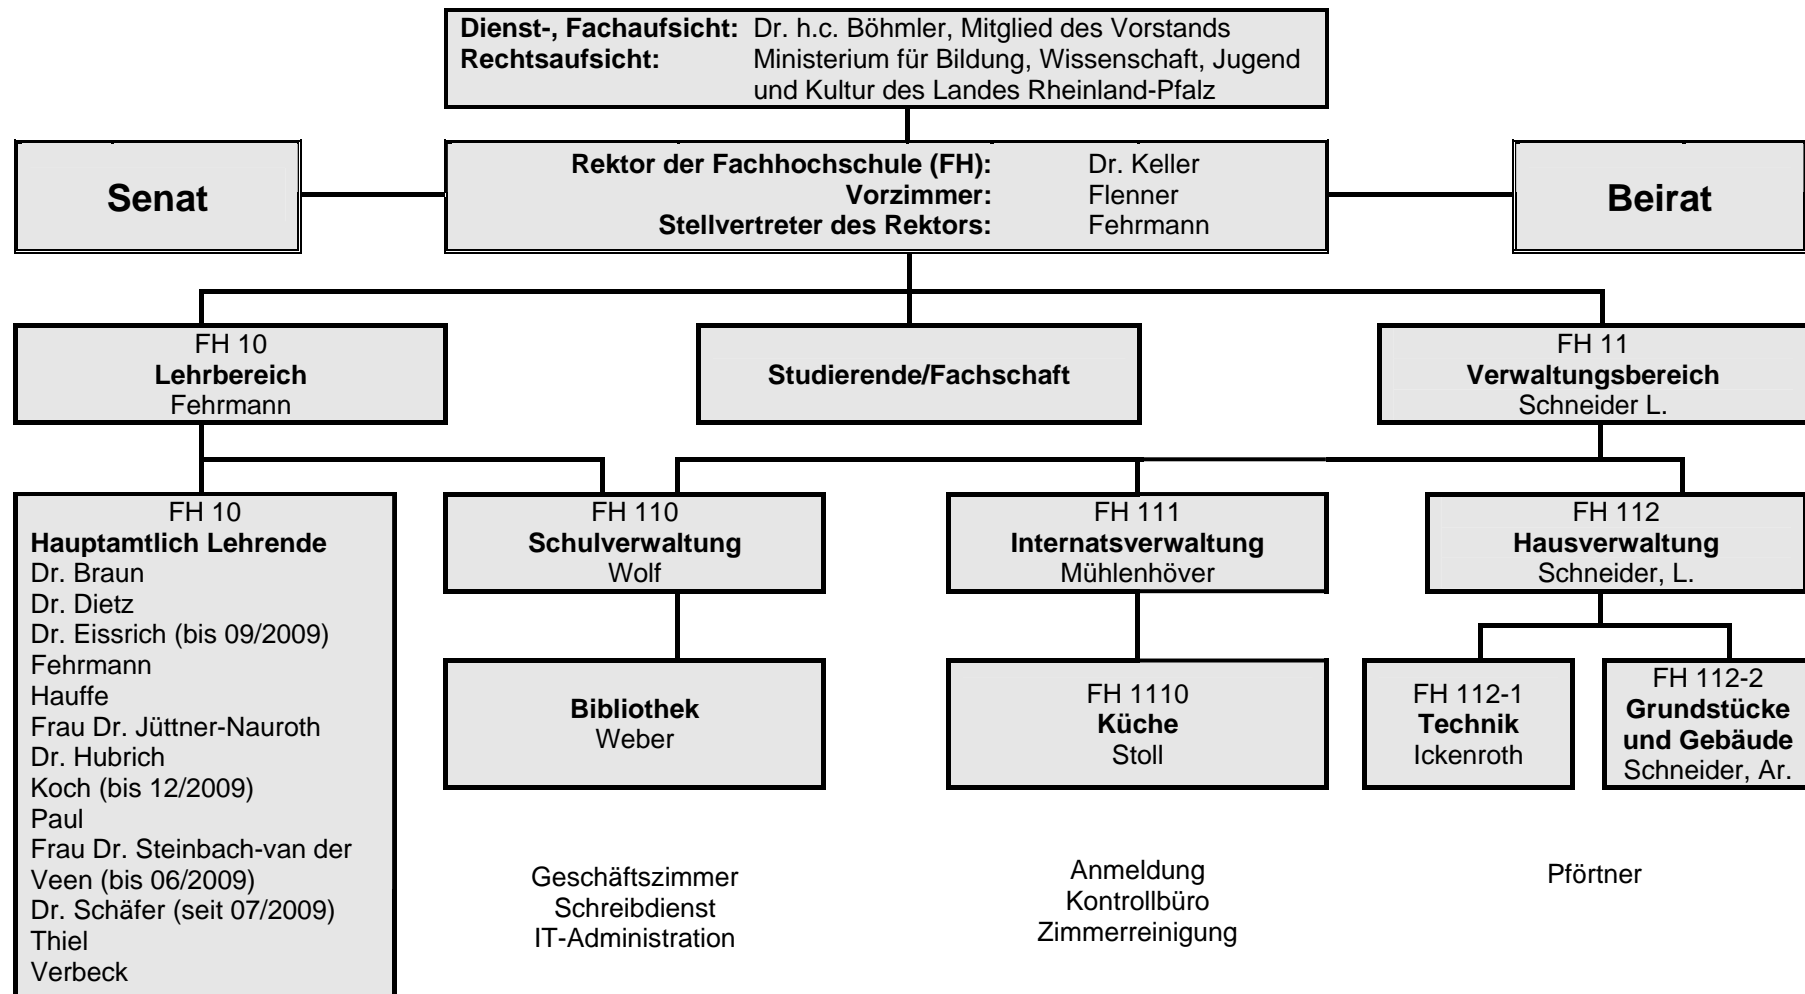 Dienst-, Fachaufsicht: Dr. h.c. Böhmler, Mitglied des Vorstands
Rechtsaufsicht: Ministerium für Bildung, Wissenschaft, Jugend
und Kultur des Landes Rheinland-Pfalz
Senat
Rektor der Fachhochschule (FH): Dr. Keller
Vorzimmer: Flenner
Stellvertreter des Rektors: Fehrmann
Beirat
FH 10
Lehrbereich
Fehrmann
Studierende/Fachschaft
FH 11
Verwaltungsbereich
Schneider L.
FH 10
Hauptamtlich Lehrende
Dr. Braun
Dr. Dietz
Dr. Eissrich (bis 09/2009)
Fehrmann
Hauffe
Frau Dr. Jüttner-Nauroth
Dr. Hubrich
Koch (bis 12/2009)
Paul
Frau Dr. Steinbach-van der
Veen (bis 06/2009)
Dr. Schäfer (seit 07/2009)
Thiel
Verbeck
FH 110
Schulverwaltung
Wolf
FH 111
Internatsverwaltung
Mühlenhöver
FH 112
Hausverwaltung
Schneider, L.
Bibliothek
Weber
FH 1110
Küche
Stoll
FH 112-1
Technik
Ickenroth
FH 112-2
Grundstücke
und Gebäude
Schneider, Ar.
Geschäftszimmer
Schreibdienst
IT-Administration
Anmeldung
Kontrollbüro
Zimmerreinigung
Pförtner